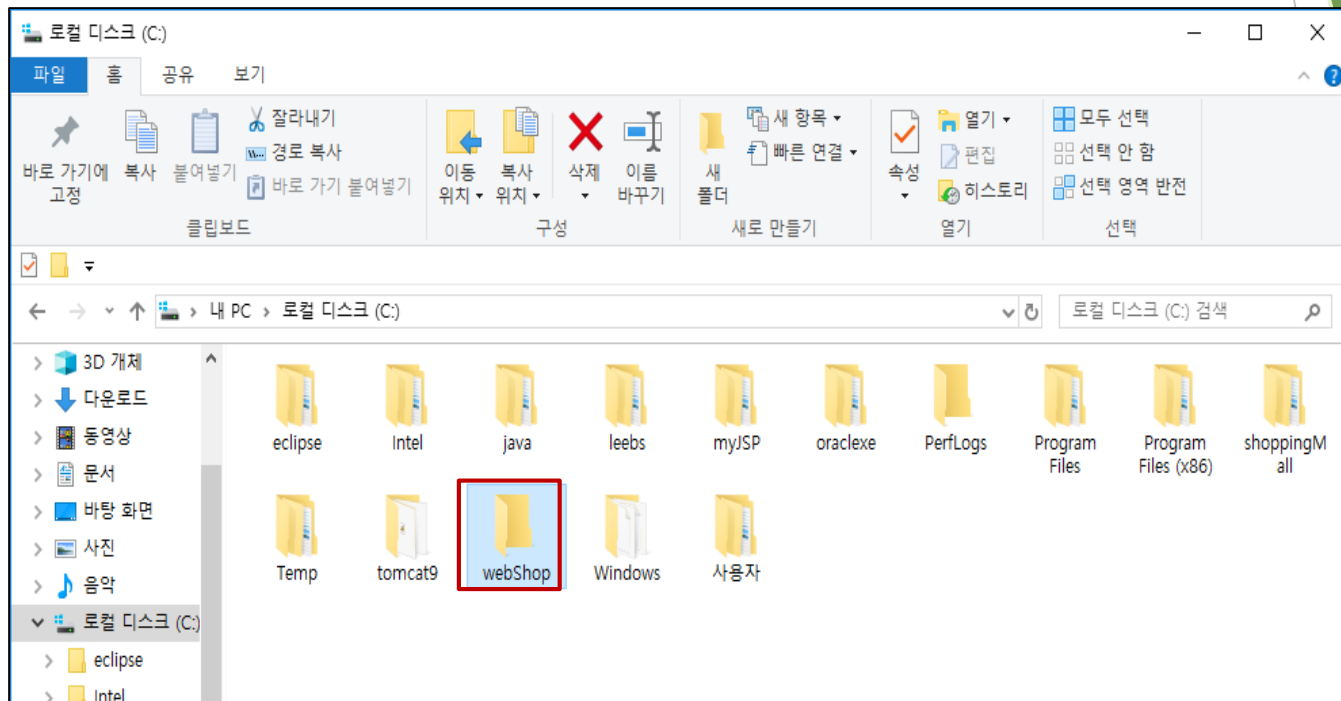 로컬 디스크 (C:)
파일 홈 공유 보기
바로 가기에
고정
복사
붙여넣기
잘라내기
경로 복사
바로 가기 붙여넣기
클립보드
이동
위치
복사
위치
삭제
이름
바꾸기
구성
새
폴더
새 항목
빠른 연결
새로 만들기
속성
열기
편집
히스토리
열기
모두 선택
선택 안 함
선택 영역 반전
선택
내 PC › 로컬 디스크 (C:)
로컬 디스크 (C:) 검색
3D 개체
다운로드
동영상
문서
바탕 화면
사진
음악
로컬 디스크 (C:)
eclipse
Intel
eclipse
Intel
java
leebs
myJSP
oraclexe
PerfLogs
Program
Files
Program
Files (x86)
shoppingM
all
Temp
tomcat9
webShop
Windows
사용자